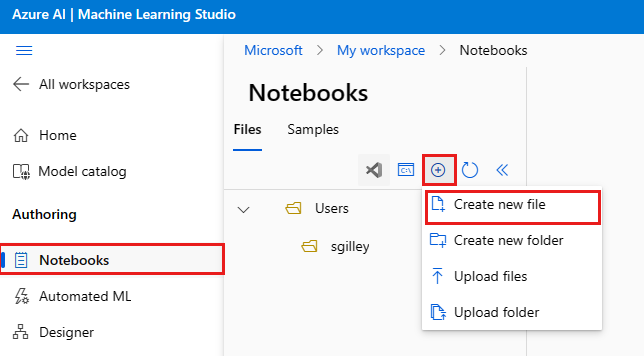 Azure AI | Machine Learning Studio
Microsoft > My workspace > Notebooks
All workspaces
Notebooks
Home
Files Samples
Model catalog
C:\
Authoring
Users
Create new file
Notebooks
sgilley
Create new folder
Automated ML
Upload files
Designer
Upload folder